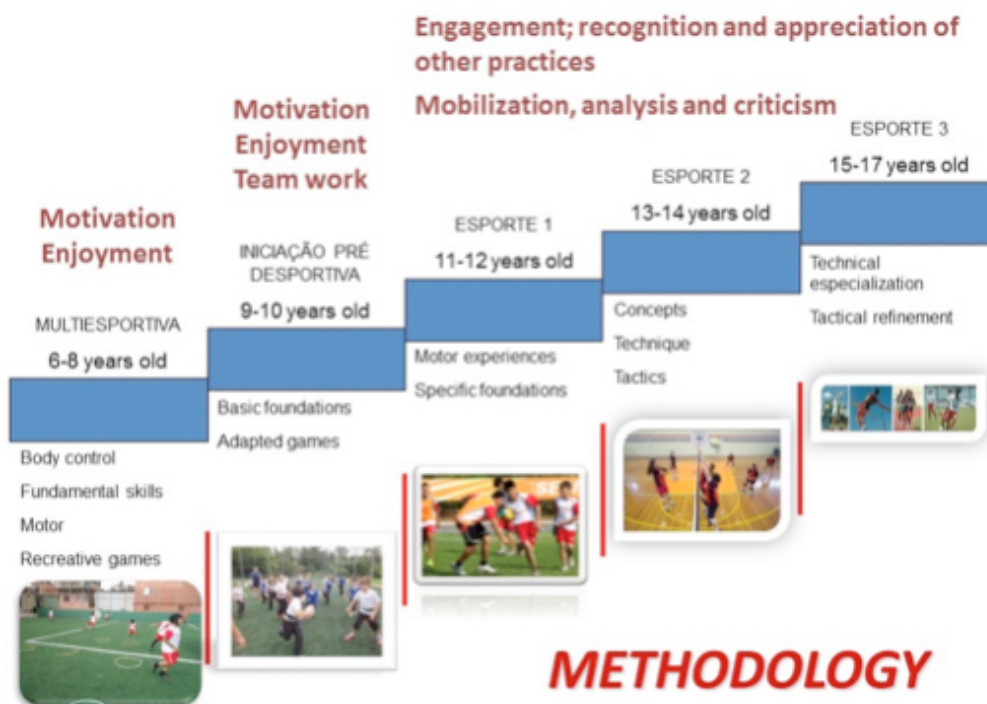 Engagement; recognition and appreciation of
other practices
Mobilization, analysis and criticism
Motivation
Enjoyment
Team work
Motivation
Enjoyment
MULTIESPORTIVA
6-8 years old
Body control
Fundamental skills
Motor
Recreative games
INICIAÇÃO PRÉ
DESPORTIVA
9-10 years old
Basic foundations
Adapted games
ESPORTE 1
11-12 years old
Motor experiences
Specific foundations
ESPORTE 2
13-14 years old
Concepts
Technique
Tactics
ESPORTE 3
15-17 years old
Technical
especialization
Tactical refinement
METHODOLOGY